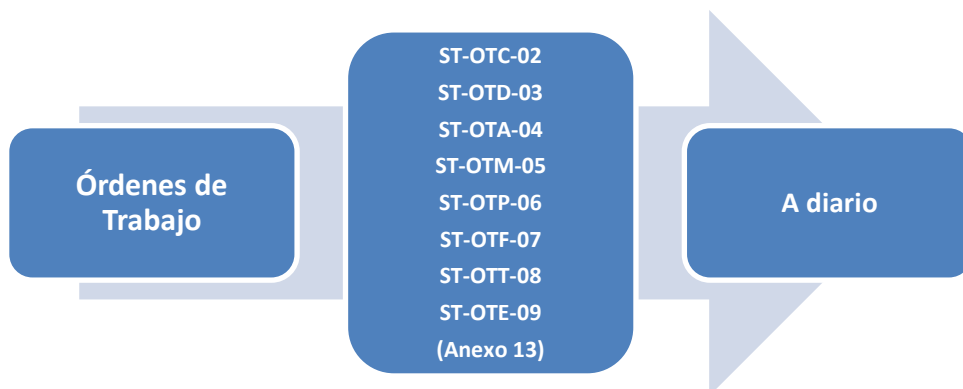 Órdenes de
Trabajo
ST-OTC-02
ST-OTD-03
ST-OTA-04
ST-OTM-05
ST-OTP-06
ST-OTF-07
ST-OTT-08
ST-OTE-09
(Anexo 13)
A diario